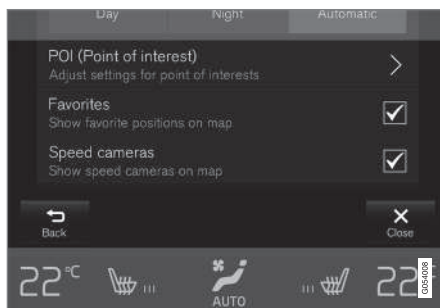 Day Night Automatic
POI (Point of interest)
Adjust settings for point of interests
Favorites
Show favorite positions on map
Speed cameras
Show speed cameras on map
Back Close
22°C AUTO 22°
G054008